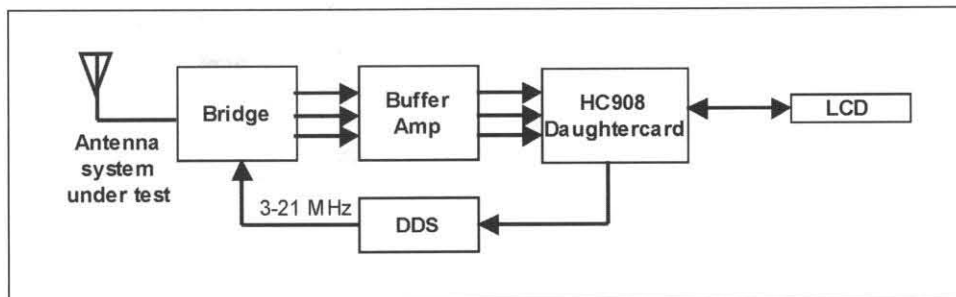 Bridge
Buffer
Amp
HC908
Daughtercard
LCD
Antenna
system
under test
3-21 MHz
DDS